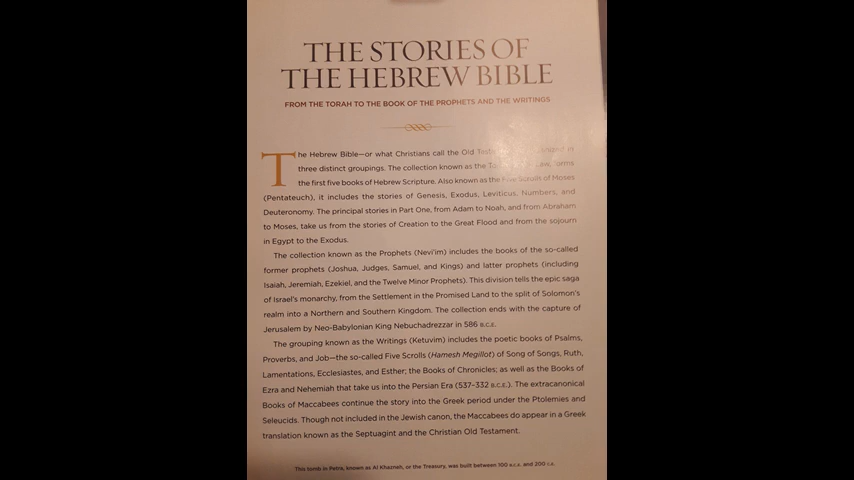 THE STORIES OF
THE HEBREW BIBLE
FROM THE TORAH TO THE BOOK OF THE PROPHETS AND THE WRITINGS
The Hebrew Bible—or what Christians call the Old in
three distinct groupings. The collection known as the forms
the first five books of Hebrew Scripture. Also known as the Five Scrolls of Moses
(Pentateuch), it includes the stories of Genesis, Exodus, Leviticus, Numbers, and
Deuteronomy. The principal stories in Part One, from Adam to Noah, and from Abraham
to Moses, take us from the stories of Creation to the Great Flood and from the sojourn
in Egypt to the Exodus.
The collection known as the Prophets (Nevi'im) includes the books of the so-called
former prophets (Joshua, Judges, Samuel, and Kings) and latter prophets (including
Isaiah, Jeremiah, Ezekiel, and the Twelve Minor Prophets). This division tells the epic saga
of Israel's monarchy, from the Settlement in the Promised Land to the split of Solomon's
realm into a Northern and Southern Kingdom. The collection ends with the capture of
Jerusalem by Neo-Babylonian King Nebuchadrezzar in 586 B.C.E.
The grouping known as the Writings (Ketuvim) includes the poetic books of Psalms,
Proverbs, and Job—the so-called Five Scrolls (Hamesh Megillot) of Song of Songs, Ruth,
Lamentations, Ecclesiastes, and Esther; the Books of Chronicles; as well as the Books of
Ezra and Nehemiah that take us into the Persian Era (537–332 B.C.E.). The extracanonical
Books of Maccabees continue the story into the Greek period under the Ptolemies and
Seleucids. Though not included in the Jewish canon, the Maccabees do appear in a Greek
translation known as the Septuagint and the Christian Old Testament.
This tomb in Petra, known as Al Khazneh, or the Treasury, was built between 100 B.C.E. and 200 C.E.